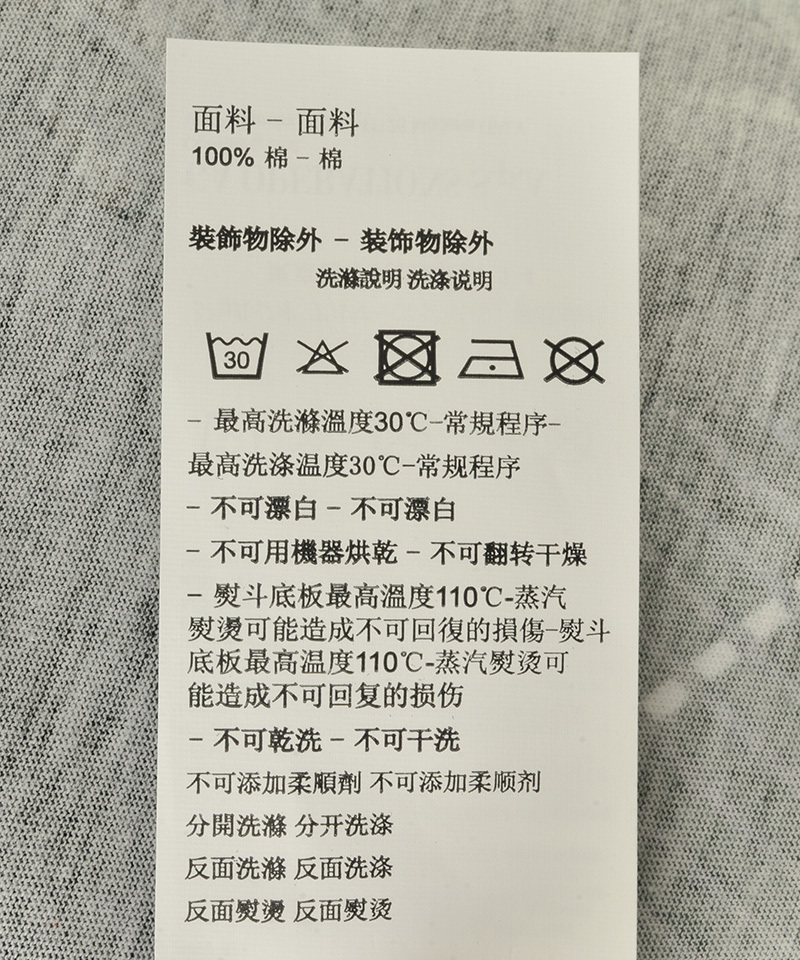 面料 - 面料
100% 棉 - 棉
裝飾物除外 - 装饰物除外
洗滌說明 洗涤说明
30
- 最高洗滌溫度30℃-常規程序-
最高洗涤温度30℃-常规程序
- 不可漂白 - 不可漂白
- 不可用機器烘乾 - 不可翻转干燥
- 熨斗底板最高溫度110℃-蒸汽
熨燙可能造成不可回復的損傷-熨斗
底板最高温度110℃-蒸汽熨烫可
能造成不可回复的损伤
- 不可乾洗 - 不可干洗
不可添加柔順劑 不可添加柔顺剂
分開洗滌 分开洗涤
反面洗滌 反面洗涤
反面熨燙 反面熨烫